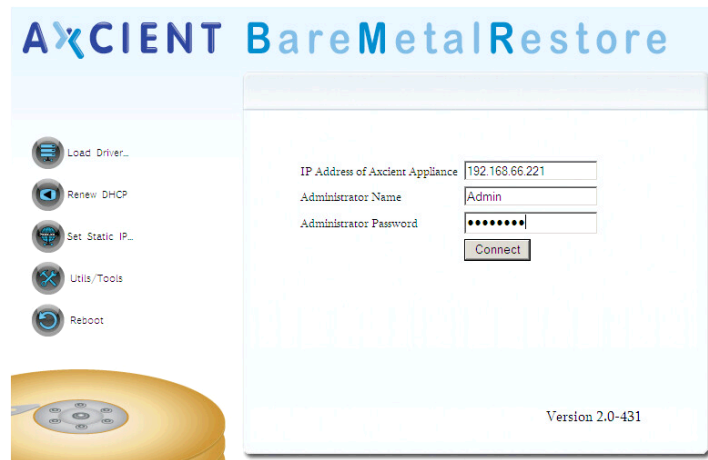 AXCIENT BareMetalRestore
Load Driver...
Renew DHCP
Set Static IP...
Utils/Tools
Reboot
IP Address of Axcient Appliance 192.168.66.221
Administrator Name Admin
Administrator Password ●●●●●●●●
Connect
Version 2.0-431